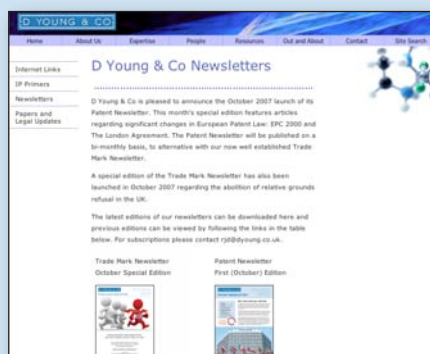 D YOUNG & CO
Home About Us Expertise People Resources Out and About Contact Site Search
Internet Links
IP Primers
Newsletters
Papers and
Legal Updates
D Young & Co Newsletters
D Young & Co is pleased to announce the October 2007 launch of its
Patent Newsletter. This month's special edition features articles
regarding significant changes in European Patent Law: EPC 2000 and
The London Agreement. The Patent Newsletter will be published on a
bi-monthly basis, to alternative with our now well established Trade
Mark Newsletter.
A special edition of the Trade Mark Newsletter has also been
launched in October 2007 regarding the abolition of relative grounds
refusal in the UK.
The latest editions of our newsletters can be downloaded here and
previous editions can be viewed by following the links in the table
below. For subscriptions please contact rjd@dyoung.co.uk.
Trade Mark Newsletter
October Special Edition
Patent Newsletter
First (October) Edition